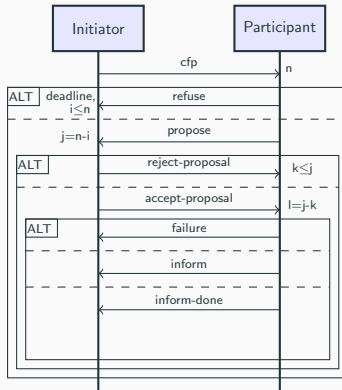 Initiator
Participant
cfp
n
ALT
deadline,
i≤n
refuse
j=n-i
propose
ALT
reject-proposal
k≤j
accept-proposal
l=j-k
ALT
failure
inform
inform-done